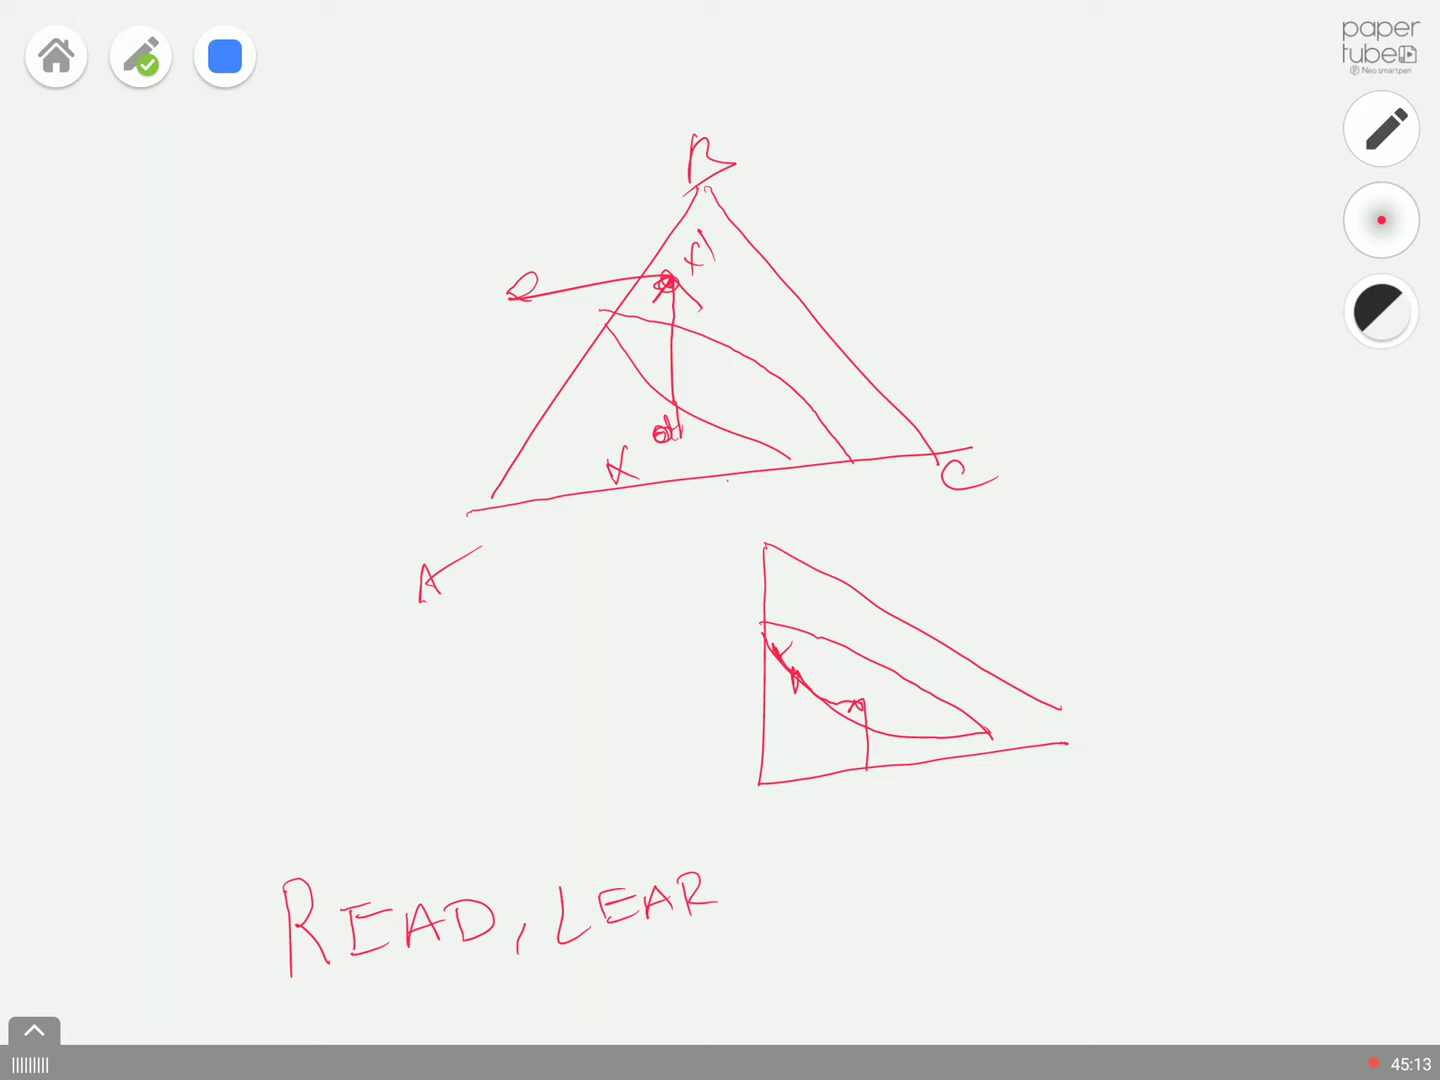 paper
tube
Neo smartpen
B
x'
x
C
A
READ, LEAR
45:13